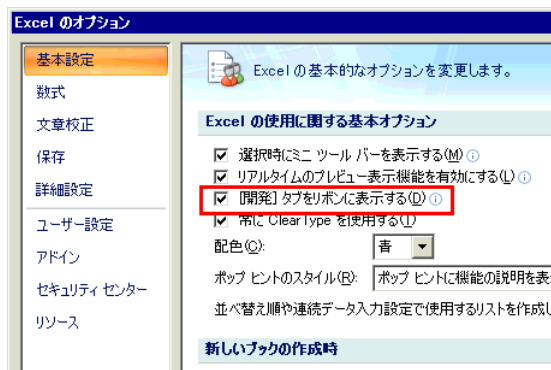 Excel のオプション
基本設定
数式
文章校正
保存
詳細設定
ユーザー設定
アドイン
セキュリティ センター
リソース
Excel の基本的なオプションを変更します。
Excel の使用に関する基本オプション
選択時にミニ ツール バーを表示する(M)
リアルタイムのプレビュー表示機能を有効にする(L)
[開発] タブをリボンに表示する(D)
常に ClearType を使用する(T)
配色(C): 青
ポップ ヒントのスタイル(R): ポップ ヒントに機能の説明を表
並べ替え順や連続データ入力設定で使用するリストを作成し
新しいブックの作成時